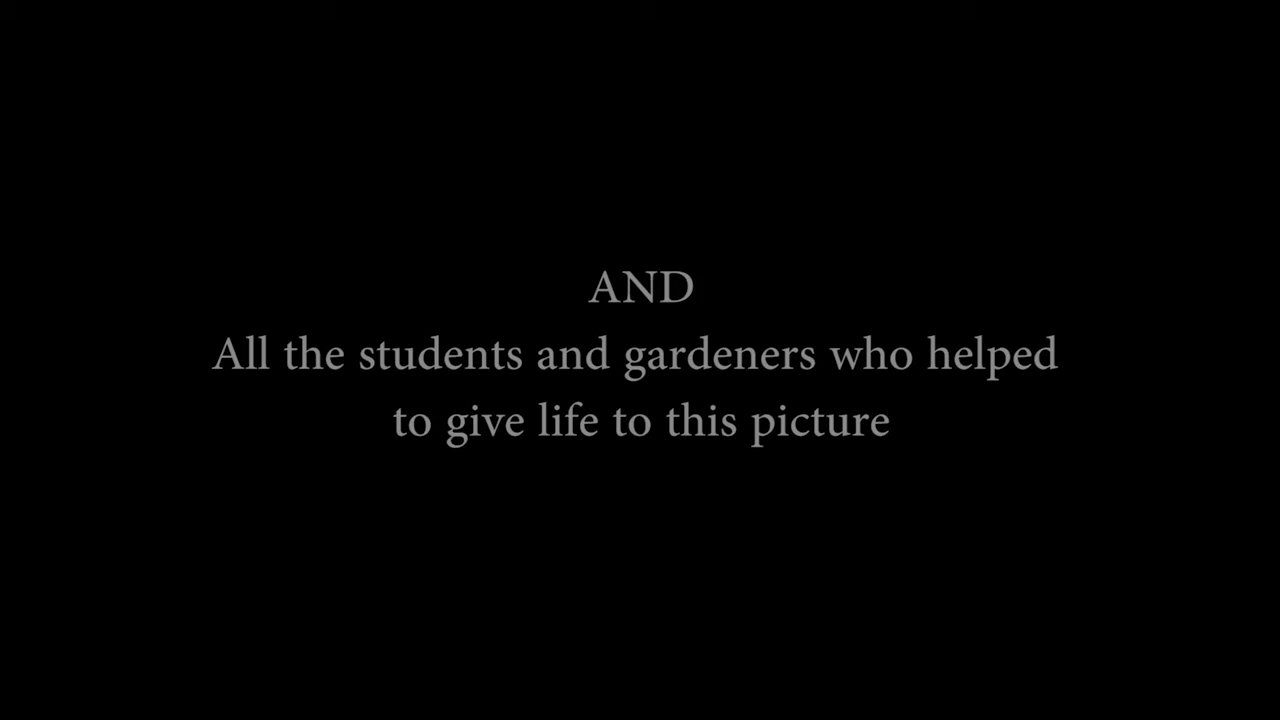 AND
All the students and gardeners who helped
to give life to this picture